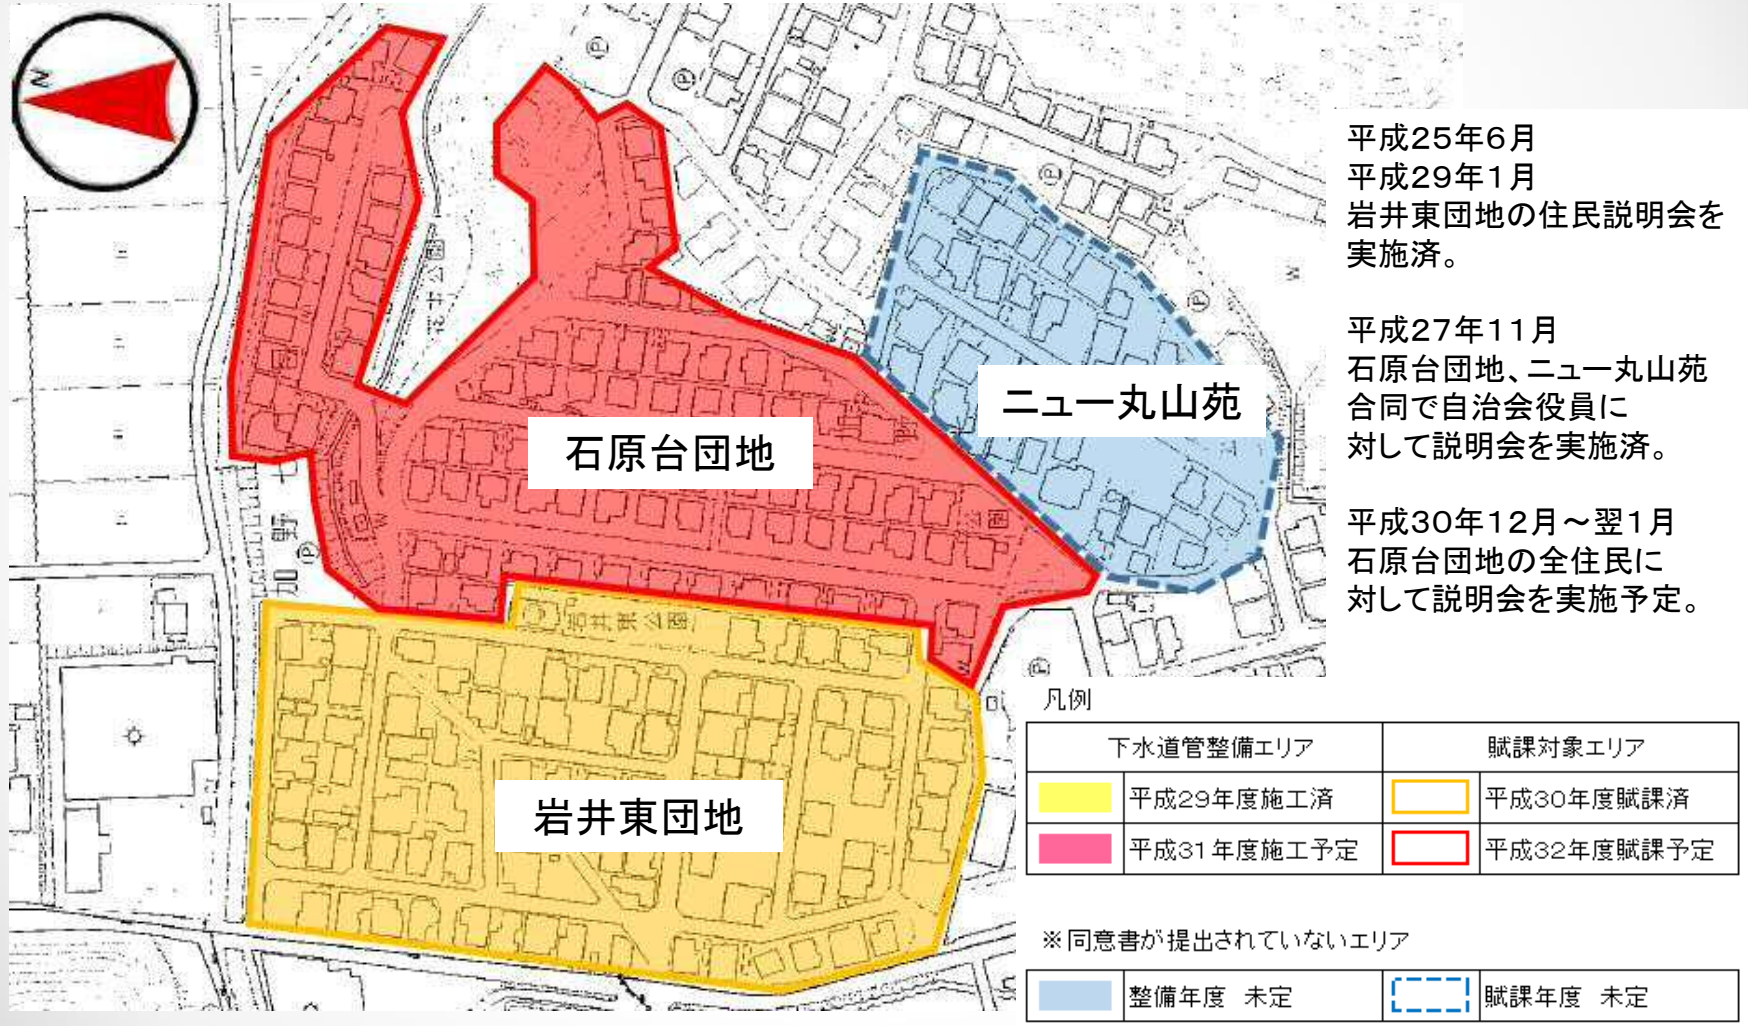 N
平成25年6月
平成29年1月
岩井東団地の住民説明会を
実施済。
平成27年11月
石原台団地、ニュー丸山苑
合同で自治会役員に
対して説明会を実施済。
平成30年12月～翌1月
石原台団地の全住民に
対して説明会を実施予定。
ニュー丸山苑
石原台団地
岩井東団地
岩井東公園
公園
P
P
P
P
P
P
W
W
W
凡例
下水道管整備エリア 賦課対象エリア
平成29年度施工済 平成30年度賦課済
平成31年度施工予定 平成32年度賦課予定
※同意書が提出されていないエリア
整備年度 未定 賦課年度 未定